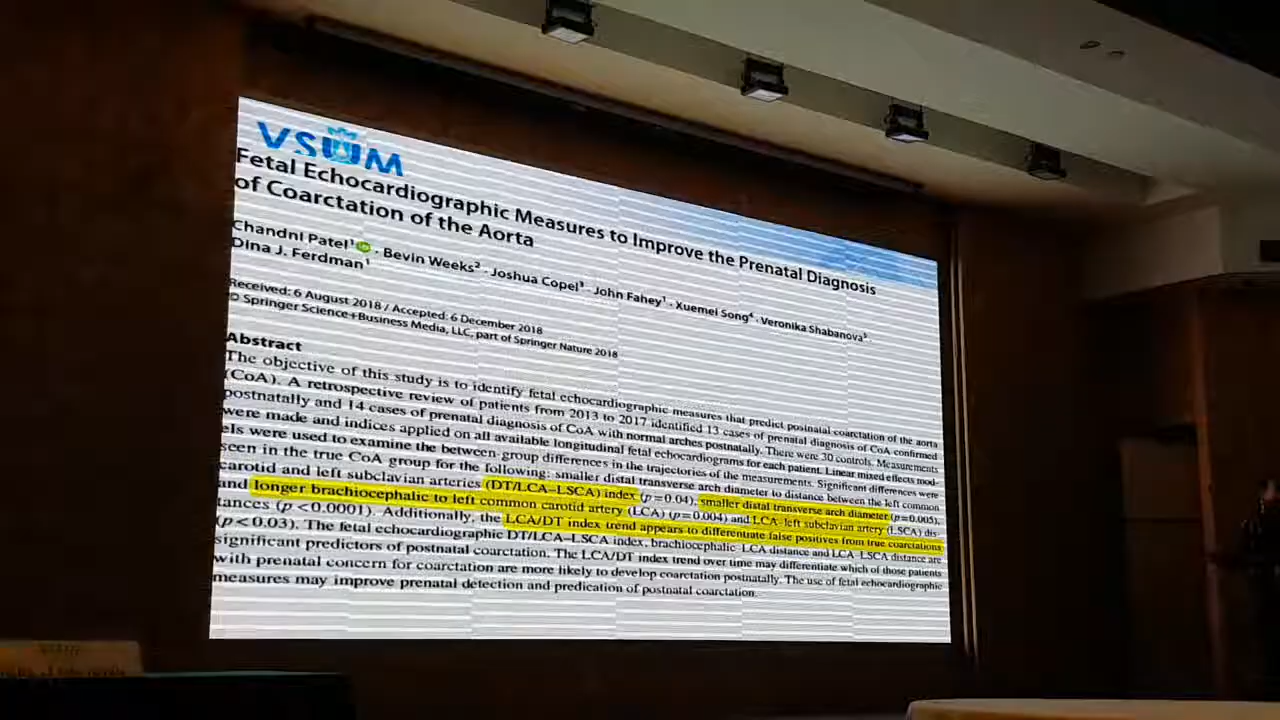 VSUM
Fetal Echocardiographic Measures to Improve the Prenatal Diagnosis
of Coarctation of the Aorta
Chandni Patel¹ · Bevin Weeks² · Joshua Copel³ · John Fahey¹ · Xuemei Song⁴ · Veronika Shabanova⁵ ·
Dina J. Ferdman¹
Received: 6 August 2018 / Accepted: 6 December 2018
© Springer Science+Business Media, LLC, part of Springer Nature 2018
Abstract
The objective of this study is to identify fetal echocardiographic measures that predict postnatal coarctation of the aorta
(CoA). A retrospective review of patients from 2013 to 2017 identified 13 cases of prenatal diagnosis of CoA confirmed
postnatally and 14 cases of prenatal diagnosis of CoA with normal arches postnatally. There were 30 controls. Measurements
were made and indices applied on all available longitudinal fetal echocardiograms for each patient. Linear mixed effects mod-
els were used to examine the between group differences in the trajectories of the measurements. Significant differences were
seen in the true CoA group for the following: smaller distal transverse arch diameter to distance between the left common
carotid and left subclavian arteries (DT/LCA–LSCA) index (p=0.04), smaller distal transverse arch diameter (p=0.005),
and longer brachiocephalic to left common carotid artery (LCA) (p=0.004) and LCA–left subclavian artery (LSCA) dis-
tances (p<0.0001). Additionally, the LCA/DT index trend appears to differentiate false positives from true coarctations
(p<0.03). The fetal echocardiographic DT/LCA–LSCA index, brachiocephalic–LCA distance and LCA–LSCA distance are
significant predictors of postnatal coarctation. The LCA/DT index trend over time may differentiate which of those patients
with prenatal concern for coarctation are more likely to develop coarctation postnatally. The use of fetal echocardiographic
measures may improve prenatal detection and predication of postnatal coarctation.